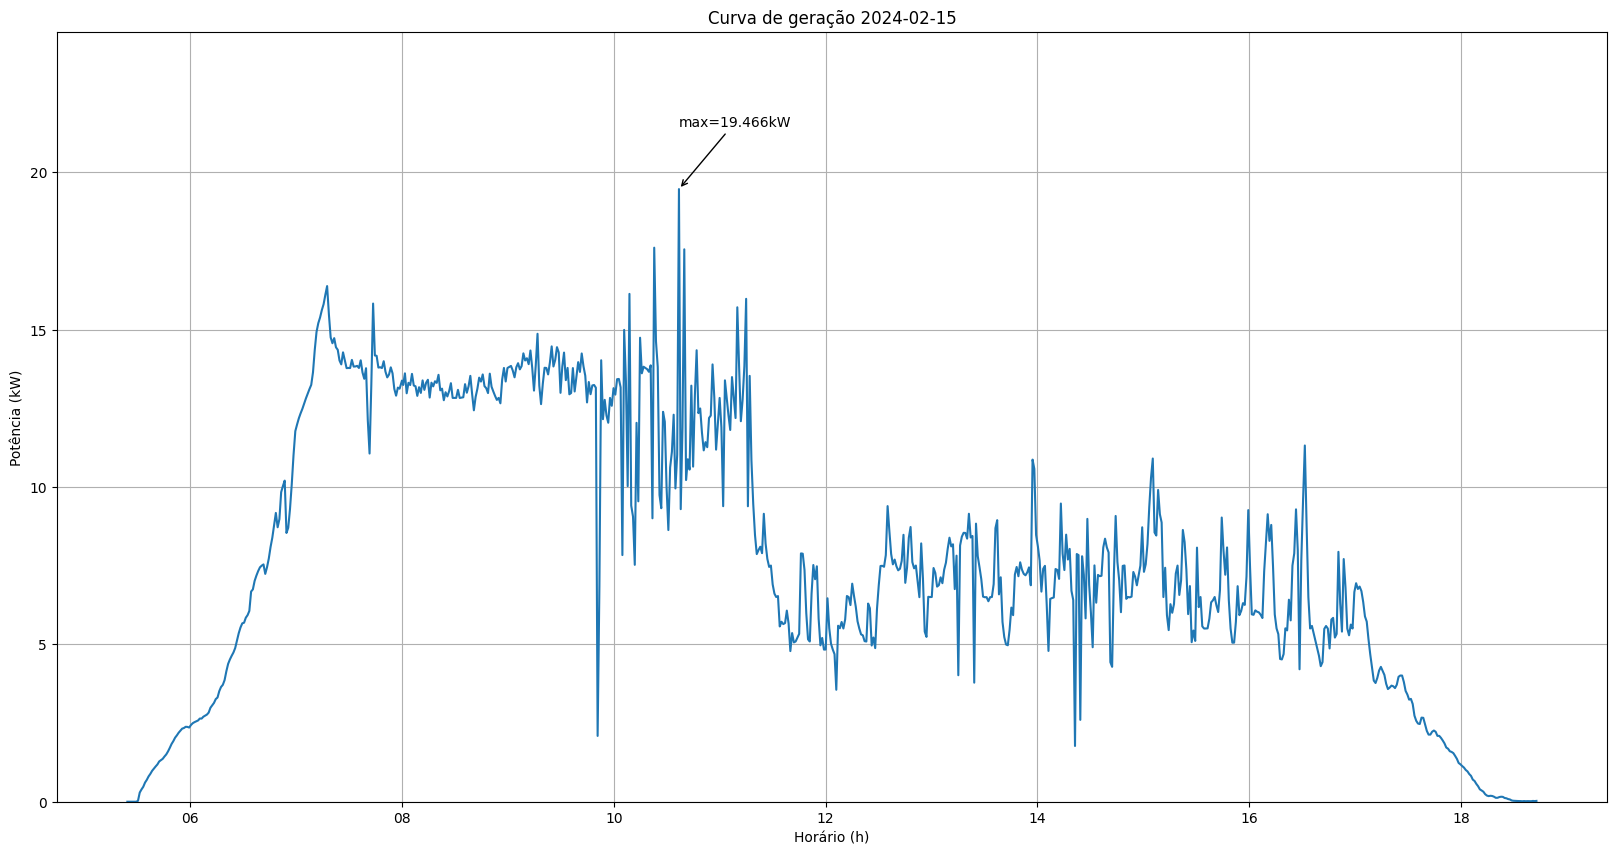 Curva de geração 2024-02-15
max=19.466kW
Potência (kW)
20
15
10
5
0
06 08 10 12 14 16 18
Horário (h)